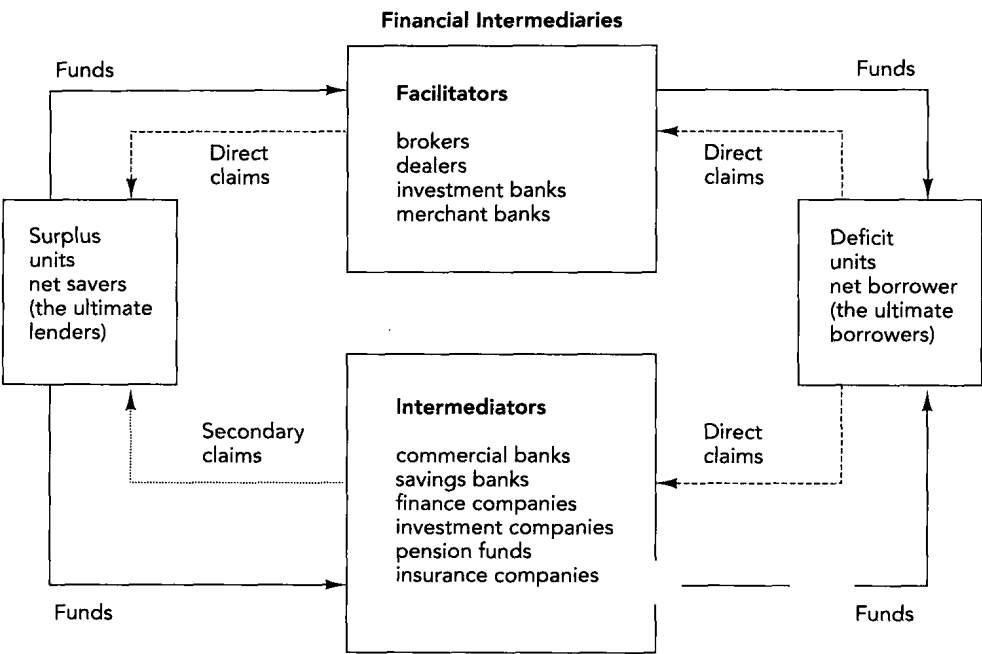 Financial Intermediaries
Funds
Funds
Facilitators
brokers
dealers
investment banks
merchant banks
Direct
claims
Direct
claims
Surplus
units
net savers
(the ultimate
lenders)
Deficit
units
net borrower
(the ultimate
borrowers)
Intermediators
commercial banks
savings banks
finance companies
investment companies
pension funds
insurance companies
Secondary
claims
Direct
claims
Funds
Funds